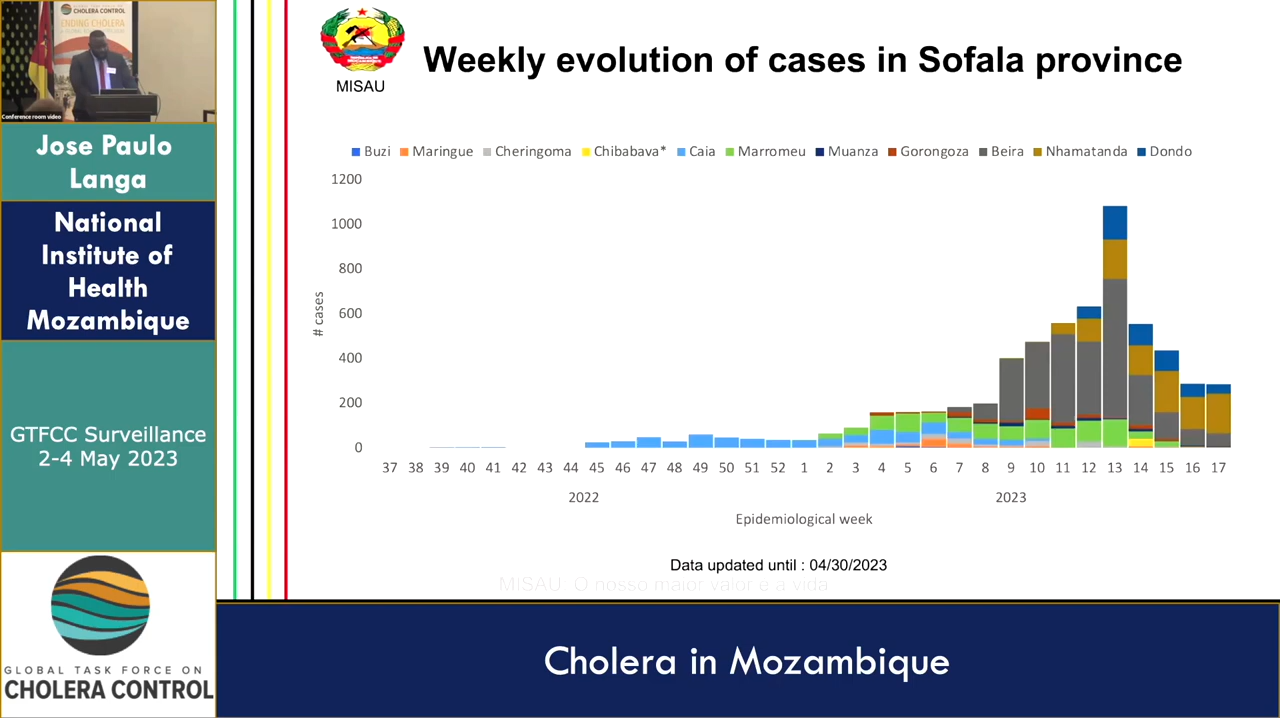 CHOLERA CONTROL
ENDING CHOLERA
Conference room video
Jose Paulo
Langa
National
Institute of
Health
Mozambique
GTFCC Surveillance
2-4 May 2023
GLOBAL TASK FORCE ON
CHOLERA CONTROL
MISAU
Weekly evolution of cases in Sofala province
Buzi Maringue Cheringoma Chibabava* Caia Marromeu Muanza Gorongoza Beira Nhamatanda Dondo
# cases
1200
1000
800
600
400
200
0
37 38 39 40 41 42 43 44 45 46 47 48 49 50 51 52 1 2 3 4 5 6 7 8 9 10 11 12 13 14 15 16 17
2022 2023
Epidemiological week
Data updated until : 04/30/2023
MISAU. O nosso maior valor e a vida
Cholera in Mozambique